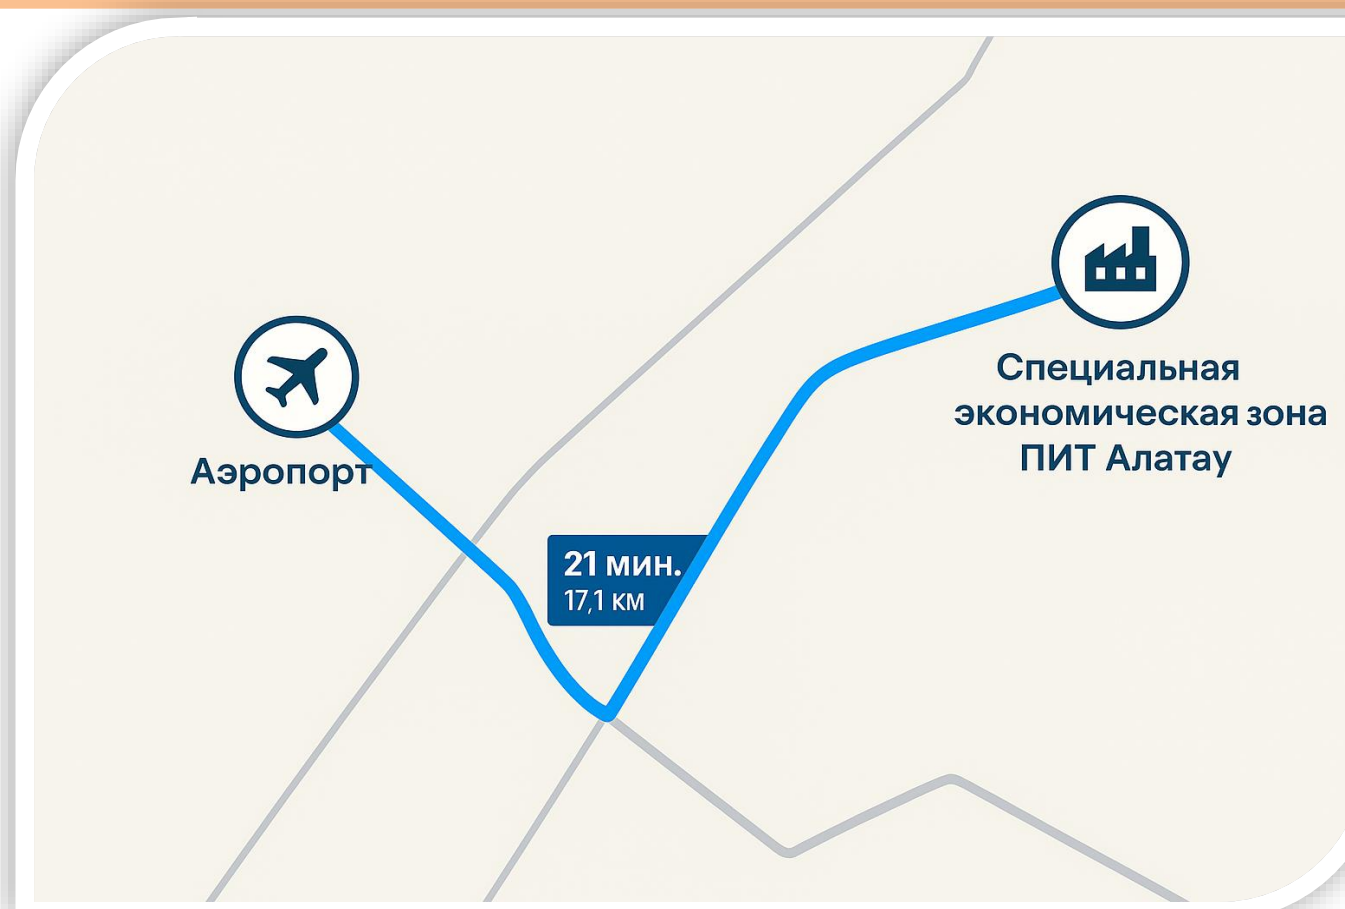 Аэропорт
21 мин.
17,1 км
Специальная
экономическая зона
ПИТ Алатау